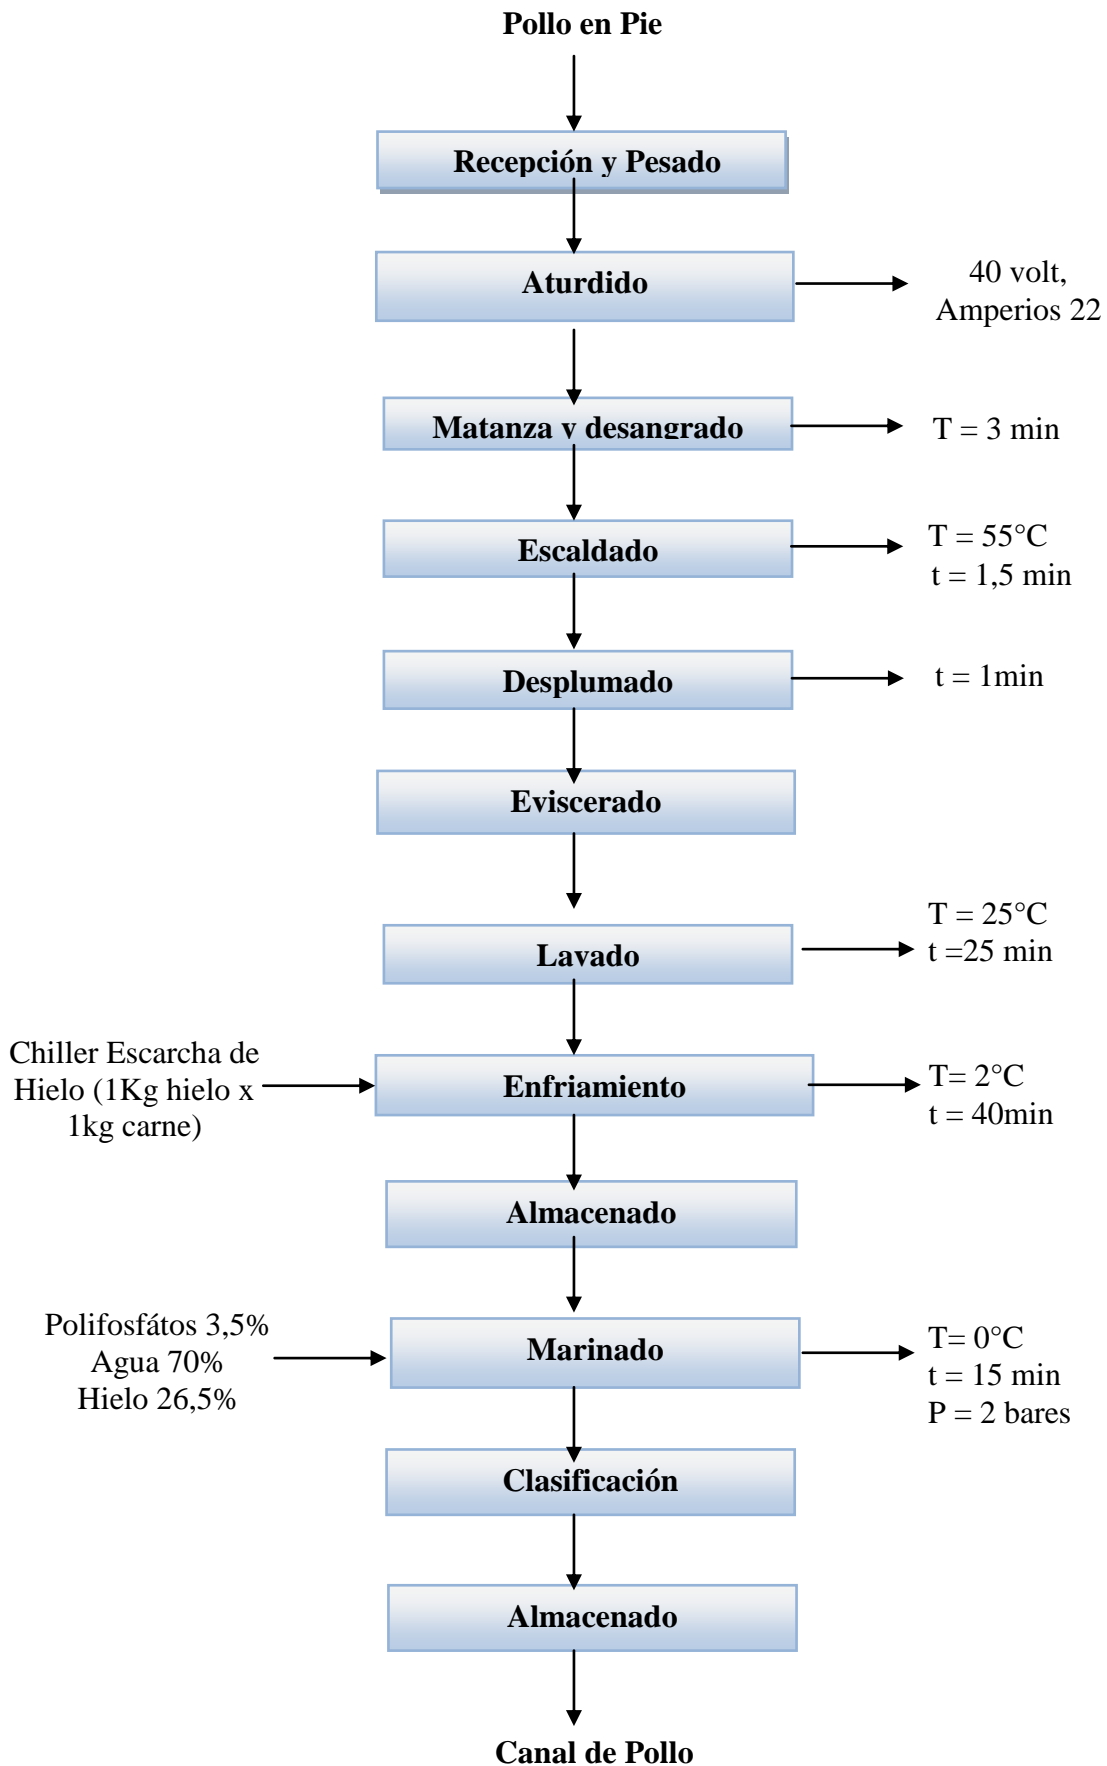 Pollo en Pie
Recepción y Pesado
Aturdido
40 volt,
Amperios 22
Matanza y desangrado
T = 3 min
Escaldado
T = 55°C
t = 1,5 min
Desplumado
t = 1min
Eviscerado
Lavado
T = 25°C
t =25 min
Chiller Escarcha de
Hielo (1Kg hielo x
1kg carne)
Enfriamiento
T= 2°C
t = 40min
Almacenado
Polifosfátos 3,5%
Agua 70%
Hielo 26,5%
Marinado
T= 0°C
t = 15 min
P = 2 bares
Clasificación
Almacenado
Canal de Pollo